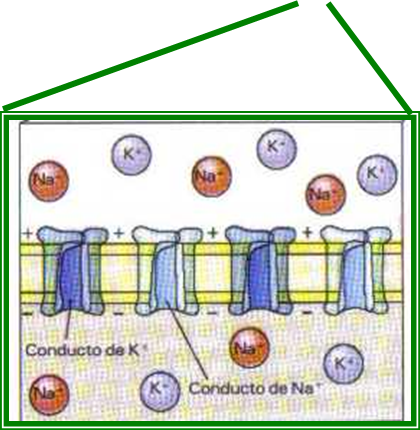 K⁺
K⁺
Na⁺
Na⁺
K⁺
Na⁺
+ + + +
- - - -
Conducto de K⁺
Na⁺
K⁺
Na⁺
K⁺
Conducto de Na⁺